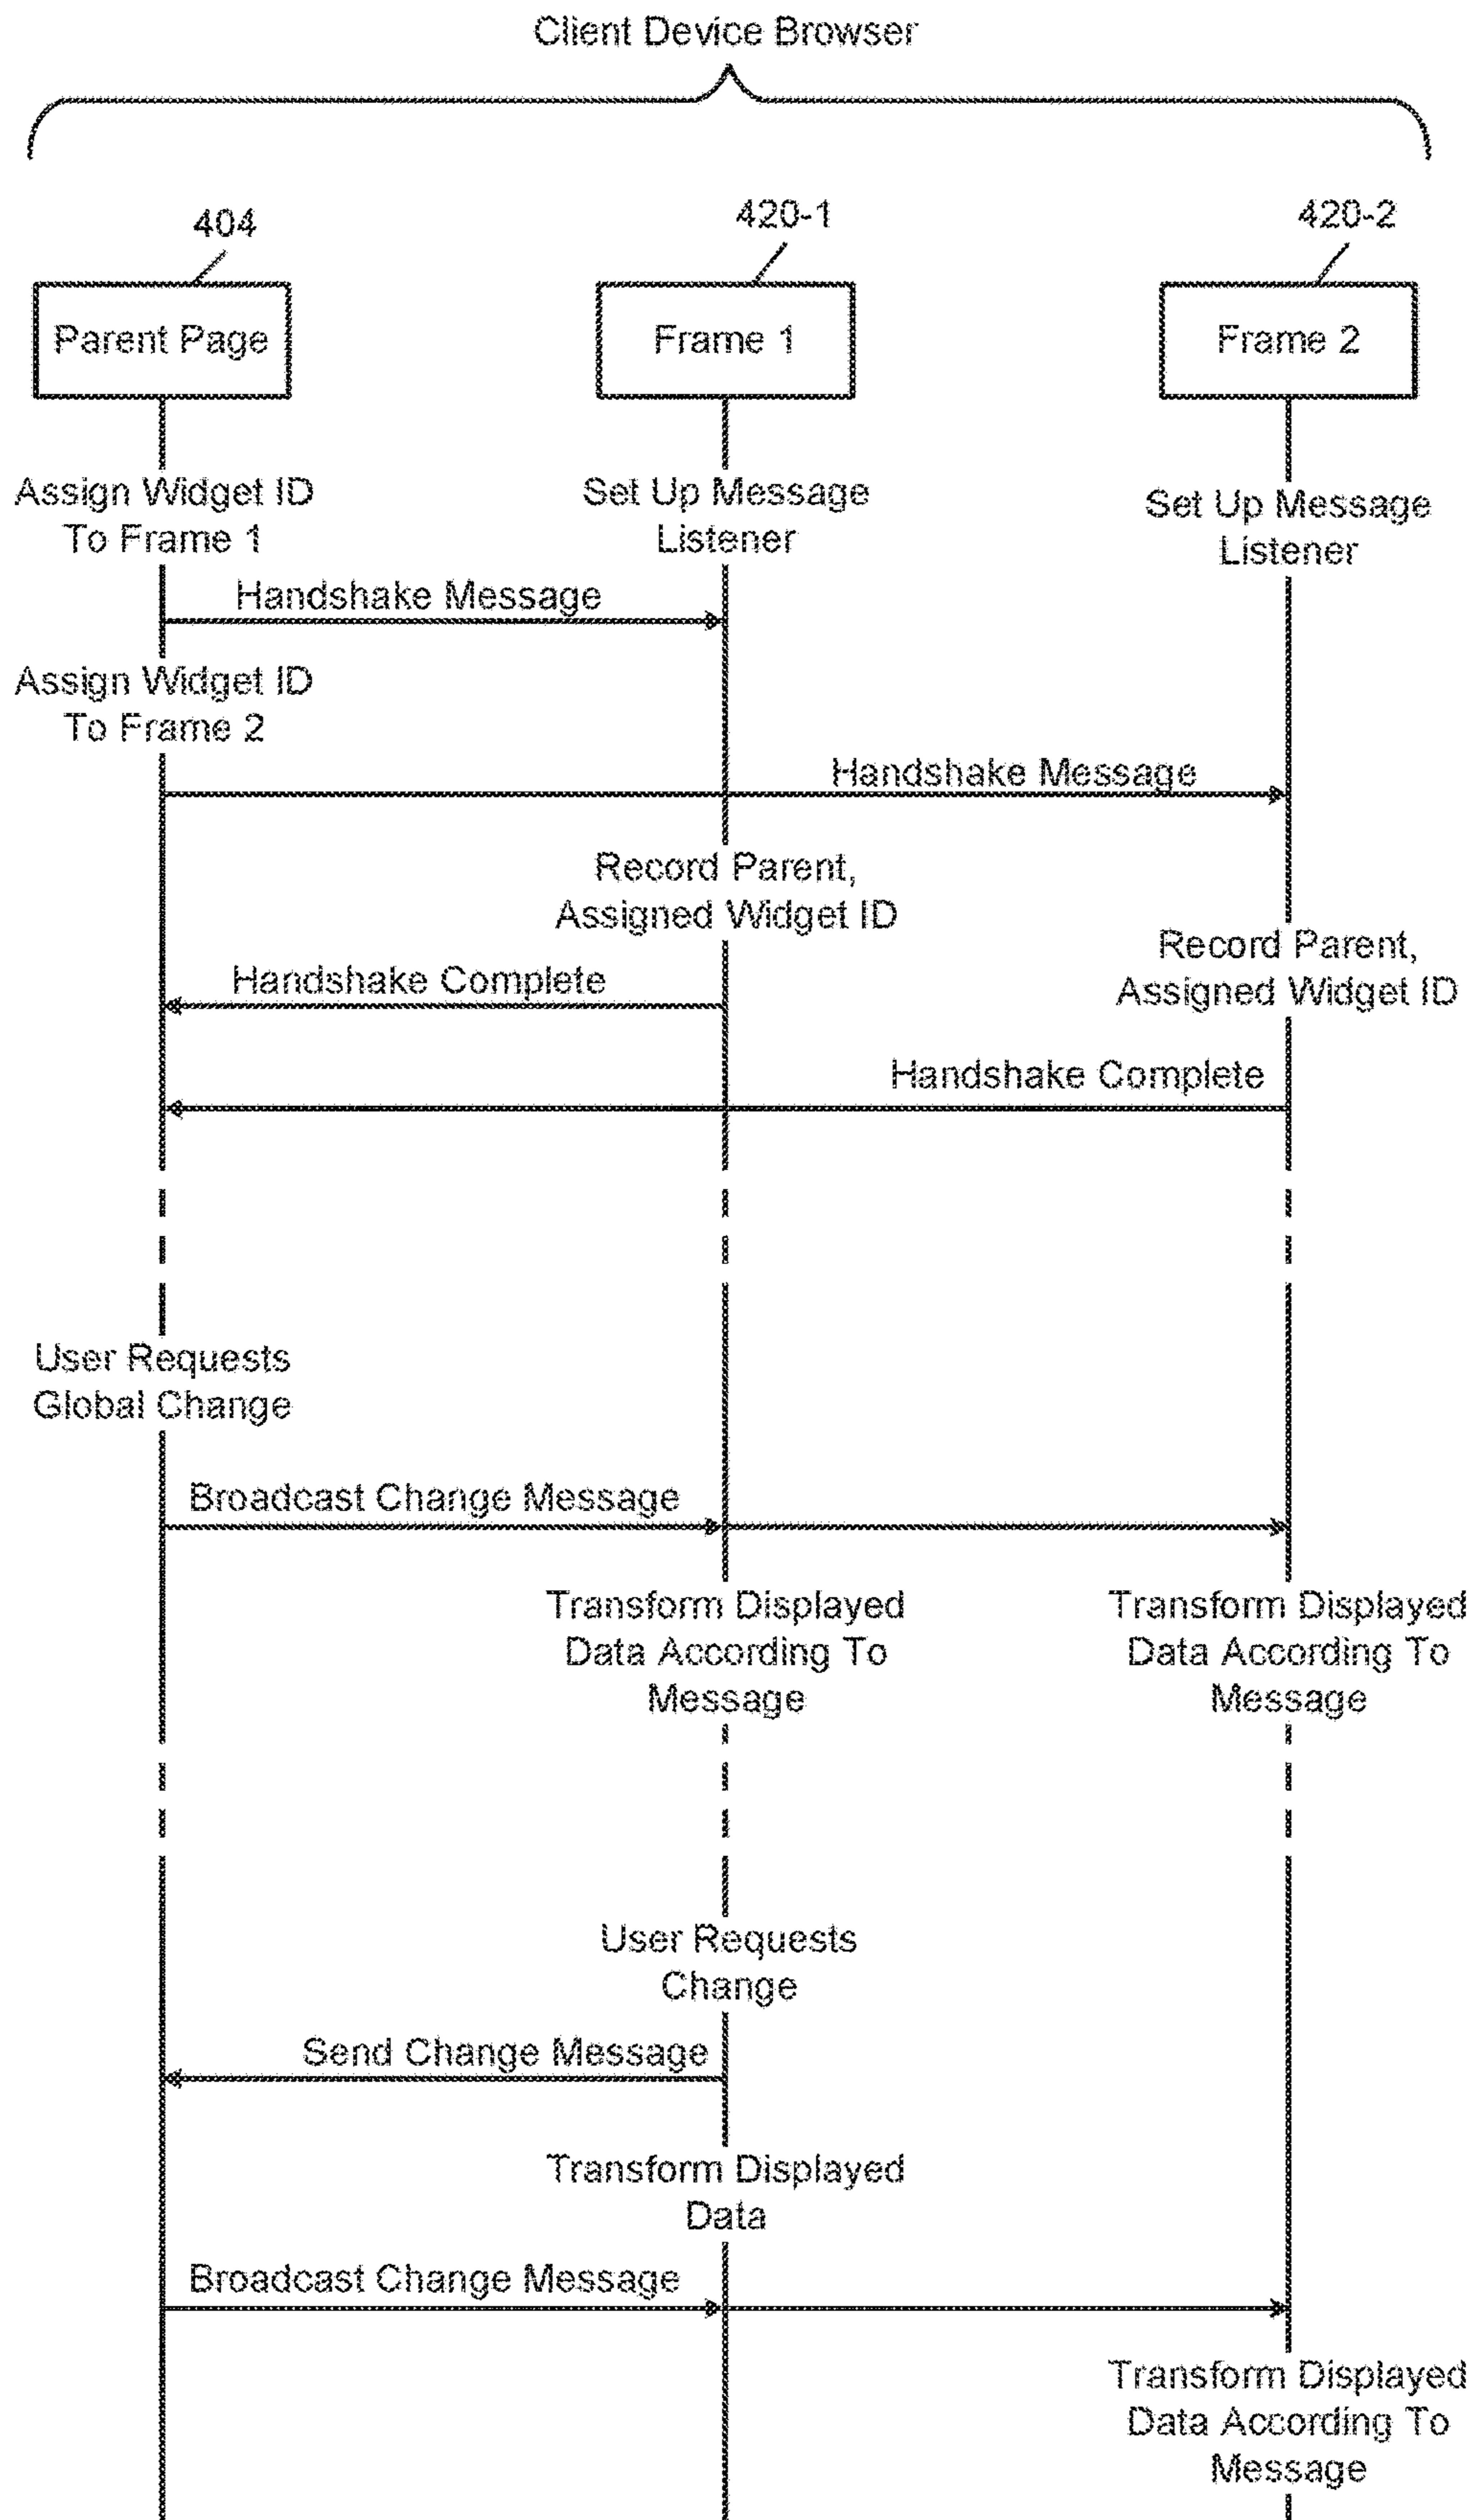 Client Device Browser
404
420-1
420-2
Parent Page
Frame 1
Frame 2
Assign Widget ID
To Frame 1
Set Up Message
Listener
Set Up Message
Listener
Handshake Message
Assign Widget ID
To Frame 2
Handshake Message
Record Parent,
Assigned Widget ID
Record Parent,
Assigned Widget ID
Handshake Complete
Handshake Complete
User Requests
Global Change
Broadcast Change Message
Transform Displayed
Data According To
Message
Transform Displayed
Data According To
Message
User Requests
Change
Send Change Message
Transform Displayed
Data
Broadcast Change Message
Transform Displayed
Data According To
Message